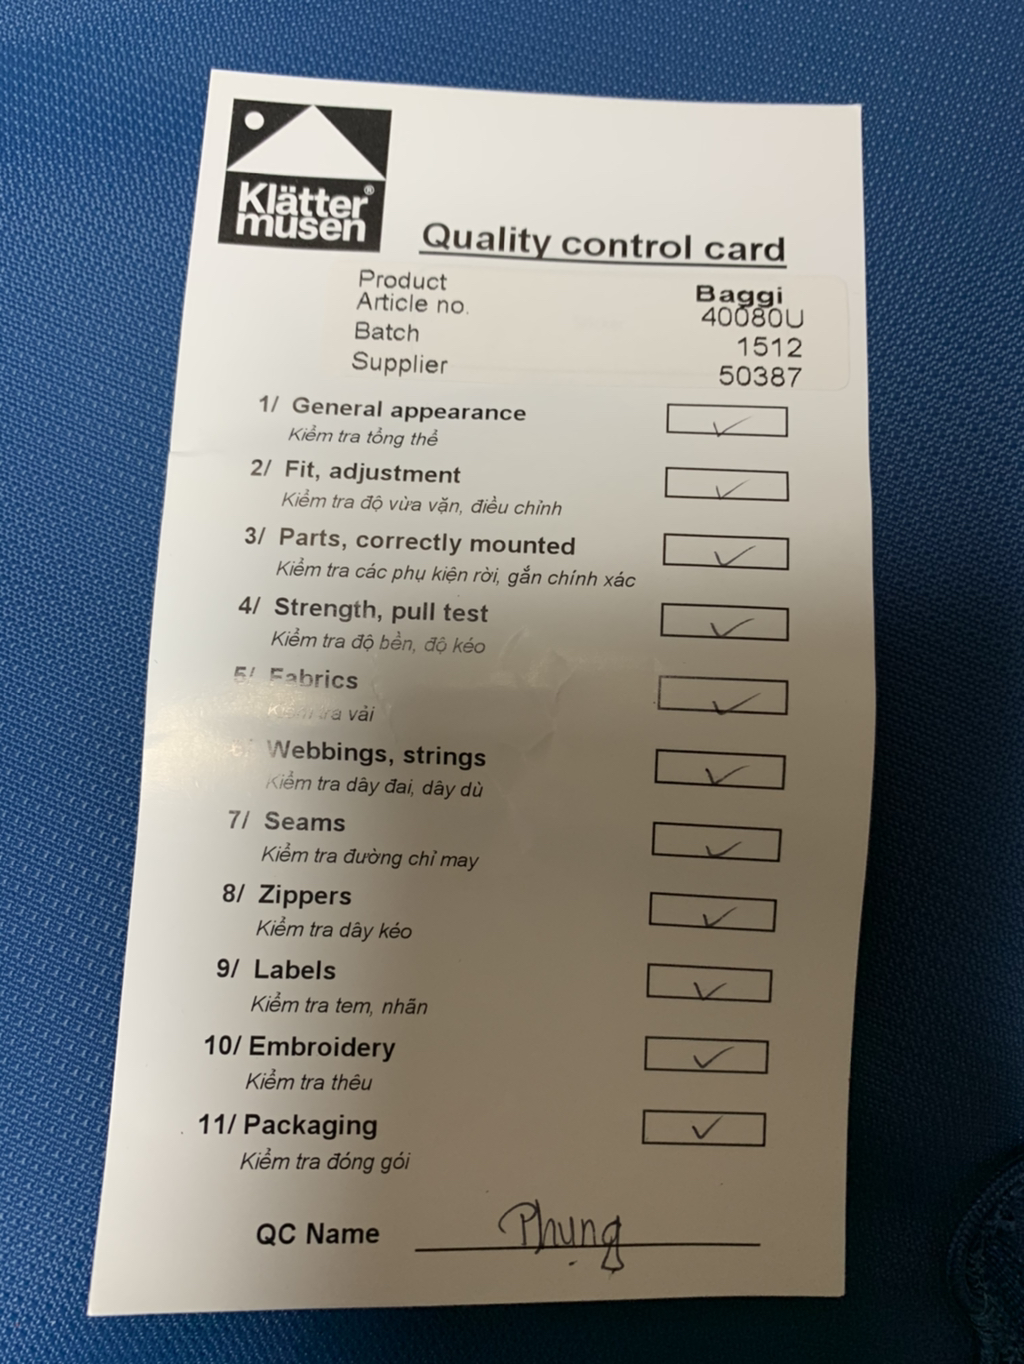 Klätter®
musen
Quality control card
Product Baggi
Article no. 40080U
Batch 1512
Supplier 50387
1/ General appearance
Kiểm tra tổng thể
2/ Fit, adjustment
Kiểm tra độ vừa vặn, điều chỉnh
3/ Parts, correctly mounted
Kiểm tra các phụ kiện rời, gắn chính xác
4/ Strength, pull test
Kiểm tra độ bền, độ kéo
5/ Fabrics
Kiểm tra vải
Webbings, strings
Kiểm tra dây đai, dây dù
7/ Seams
Kiểm tra đường chỉ may
8/ Zippers
Kiểm tra dây kéo
9/ Labels
Kiểm tra tem, nhãn
10/ Embroidery
Kiểm tra thêu
11/ Packaging
Kiểm tra đóng gói
QC Name Phụng